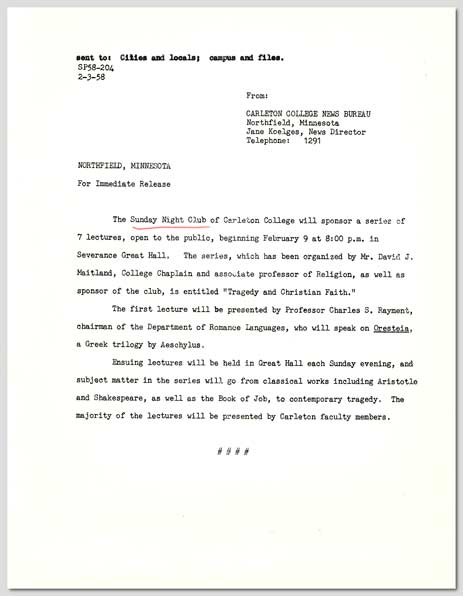 sent to: Cities and locals; campus and files.
SP58-204
2-3-58
From:
CARLETON COLLEGE NEWS BUREAU
Northfield, Minnesota
Jane Koelges, News Director
Telephone: 1291
NORTHFIELD, MINNESOTA
For Immediate Release
The Sunday Night Club of Carleton College will sponsor a series of
7 lectures, open to the public, beginning February 9 at 8:00 p.m. in
Severance Great Hall. The series, which has been organized by Mr. David J.
Maitland, College Chaplain and associate professor of Religion, as well as
sponsor of the club, is entitled "Tragedy and Christian Faith."
The first lecture will be presented by Professor Charles S. Rayment,
chairman of the Department of Romance Languages, who will speak on Oresteia,
a Greek trilogy by Aeschylus.
Ensuing lectures will be held in Great Hall each Sunday evening, and
subject matter in the series will go from classical works including Aristotle
and Shakespeare, as well as the Book of Job, to contemporary tragedy. The
majority of the lectures will be presented by Carleton faculty members.
# # # #